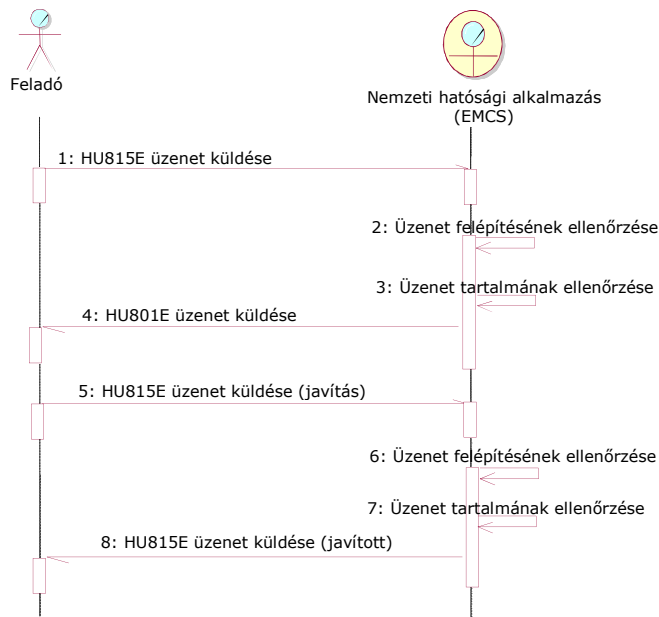 Feladó
Nemzeti hatósági alkalmazás
(EMCS)
1: HU815E üzenet küldése
2: Üzenet felépítésének ellenőrzése
3: Üzenet tartalmának ellenőrzése
4: HU801E üzenet küldése
5: HU815E üzenet küldése (javítás)
6: Üzenet felépítésének ellenőrzése
7: Üzenet tartalmának ellenőrzése
8: HU815E üzenet küldése (javított)